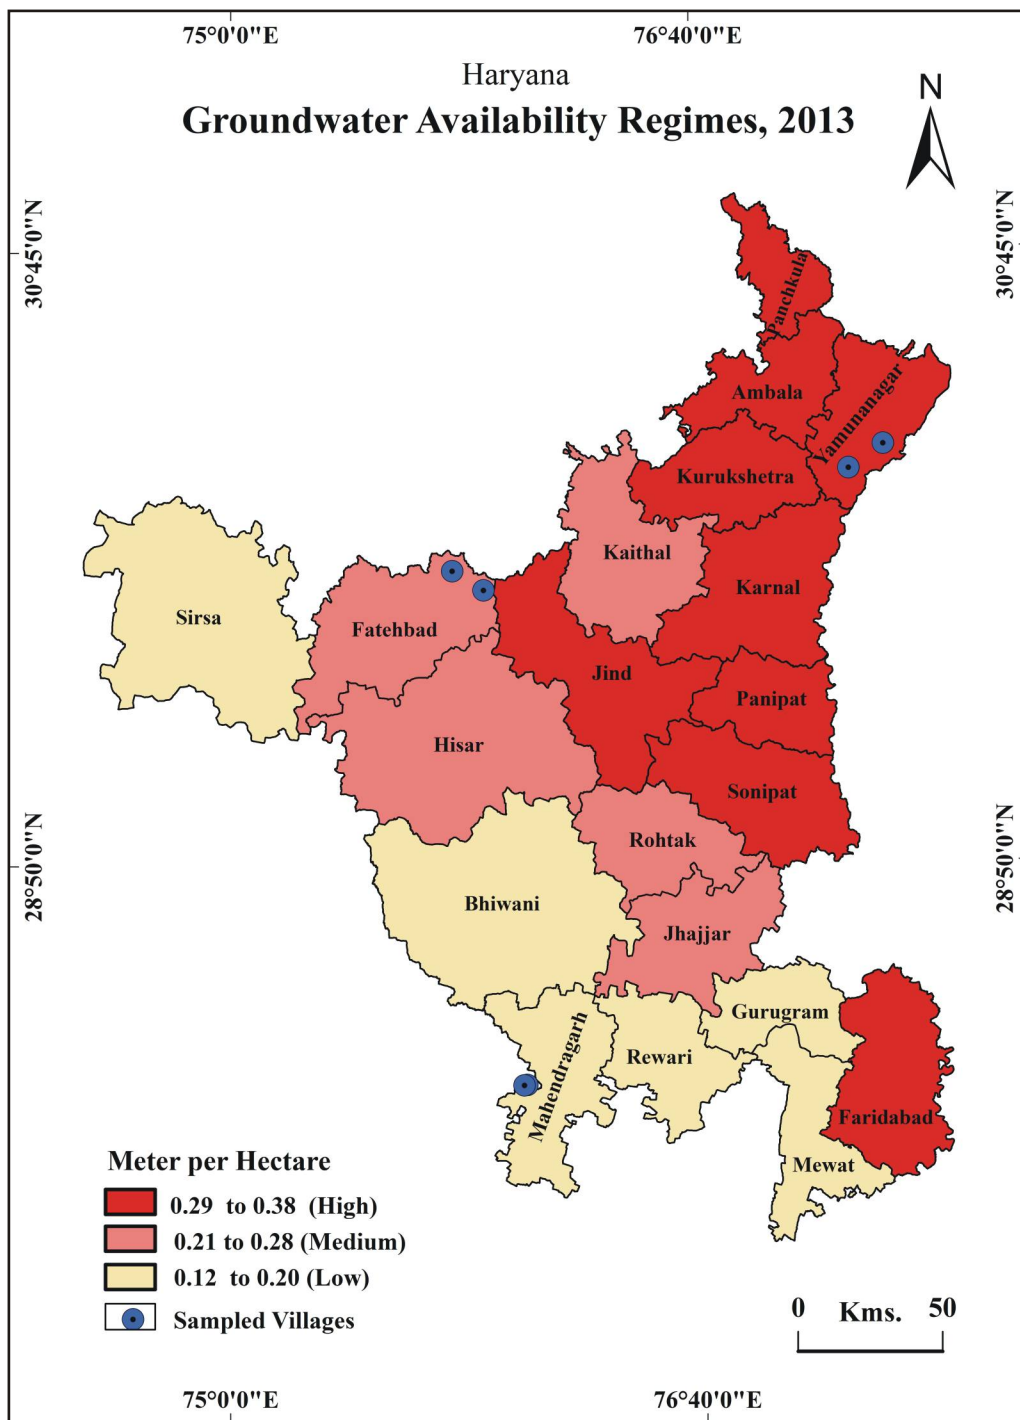 75°0'0"E 76°40'0"E
Haryana
N
Groundwater Availability Regimes, 2013
30°45'0"N 30°45'0"N
Panchkula
Ambala
Yamunanagar
Kurukshetra
Kaithal
Karnal
Sirsa
Fatehbad
Jind
Panipat
Hisar
Sonipat
Rohtak
28°50'0"N 28°50'0"N
Bhiwani
Jhajjar
Gurugram
Mahendragarh
Rewari
Faridabad
Mewat
Meter per Hectare
0.29 to 0.38 (High)
0.21 to 0.28 (Medium)
0.12 to 0.20 (Low)
Sampled Villages
0 Kms. 50
75°0'0"E 76°40'0"E